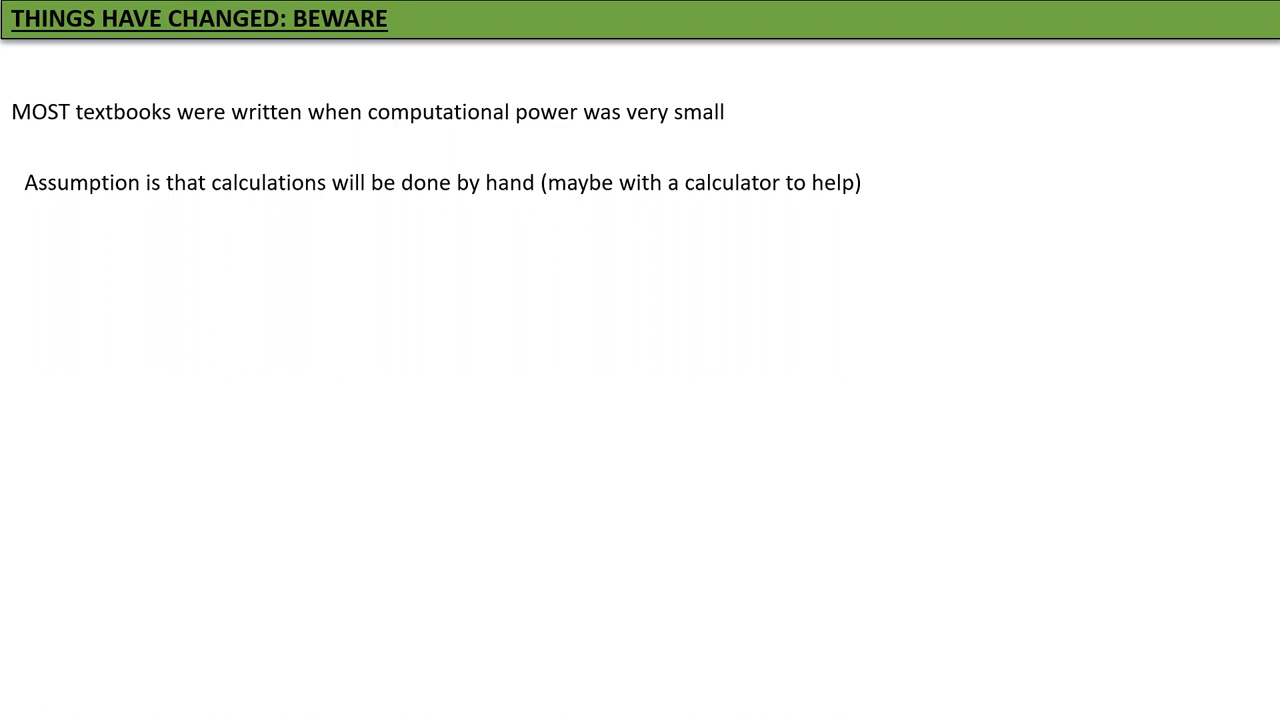 THINGS HAVE CHANGED: BEWARE
MOST textbooks were written when computational power was very small
Assumption is that calculations will be done by hand (maybe with a calculator to help)